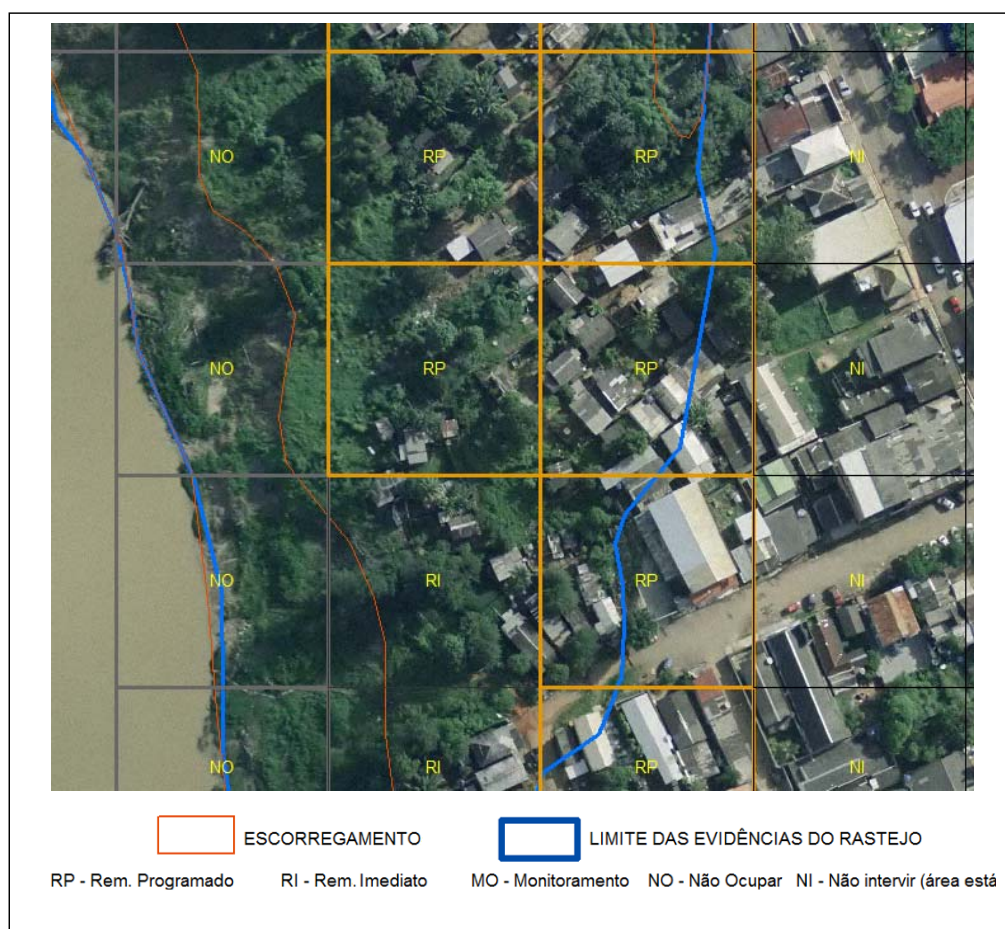 NO RP RP NI
NO RP RP NI
NO RI RP NI
NO RI RP NI
ESCORREGAMENTO LIMITE DAS EVIDÊNCIAS DO RASTEJO
RP - Rem. Programado RI - Rem. Imediato MO - Monitoramento NO - Não Ocupar NI - Não intervir (área está